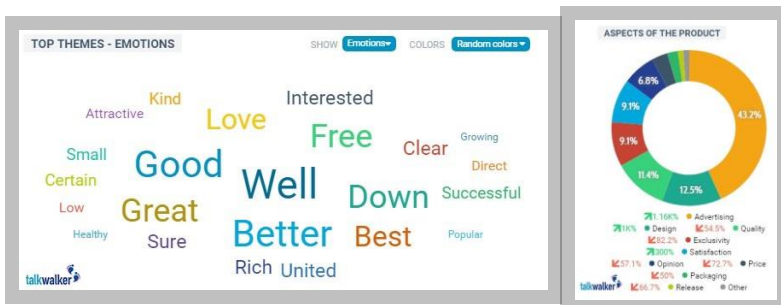 TOP THEMES - EMOTIONS
SHOW Emotions COLORS Random colors
Kind
Interested
Attractive
Love
Free
Growing
Clear
Small
Good
Direct
Certain
Well
Down
Successful
Low
Great
Healthy
Sure
Better
Best
Popular
Rich
United
talkwalker
ASPECTS OF THE PRODUCT
6.8%
43.2%
9.1%
9.1%
11.4%
12.5%
1.16K% Advertising
1K% Design 54.5% Quality
82.2% Exclusivity
300% Satisfaction
57.1% Opinion 72.7% Price
50% Packaging
talkwalker 66.7% Release Other